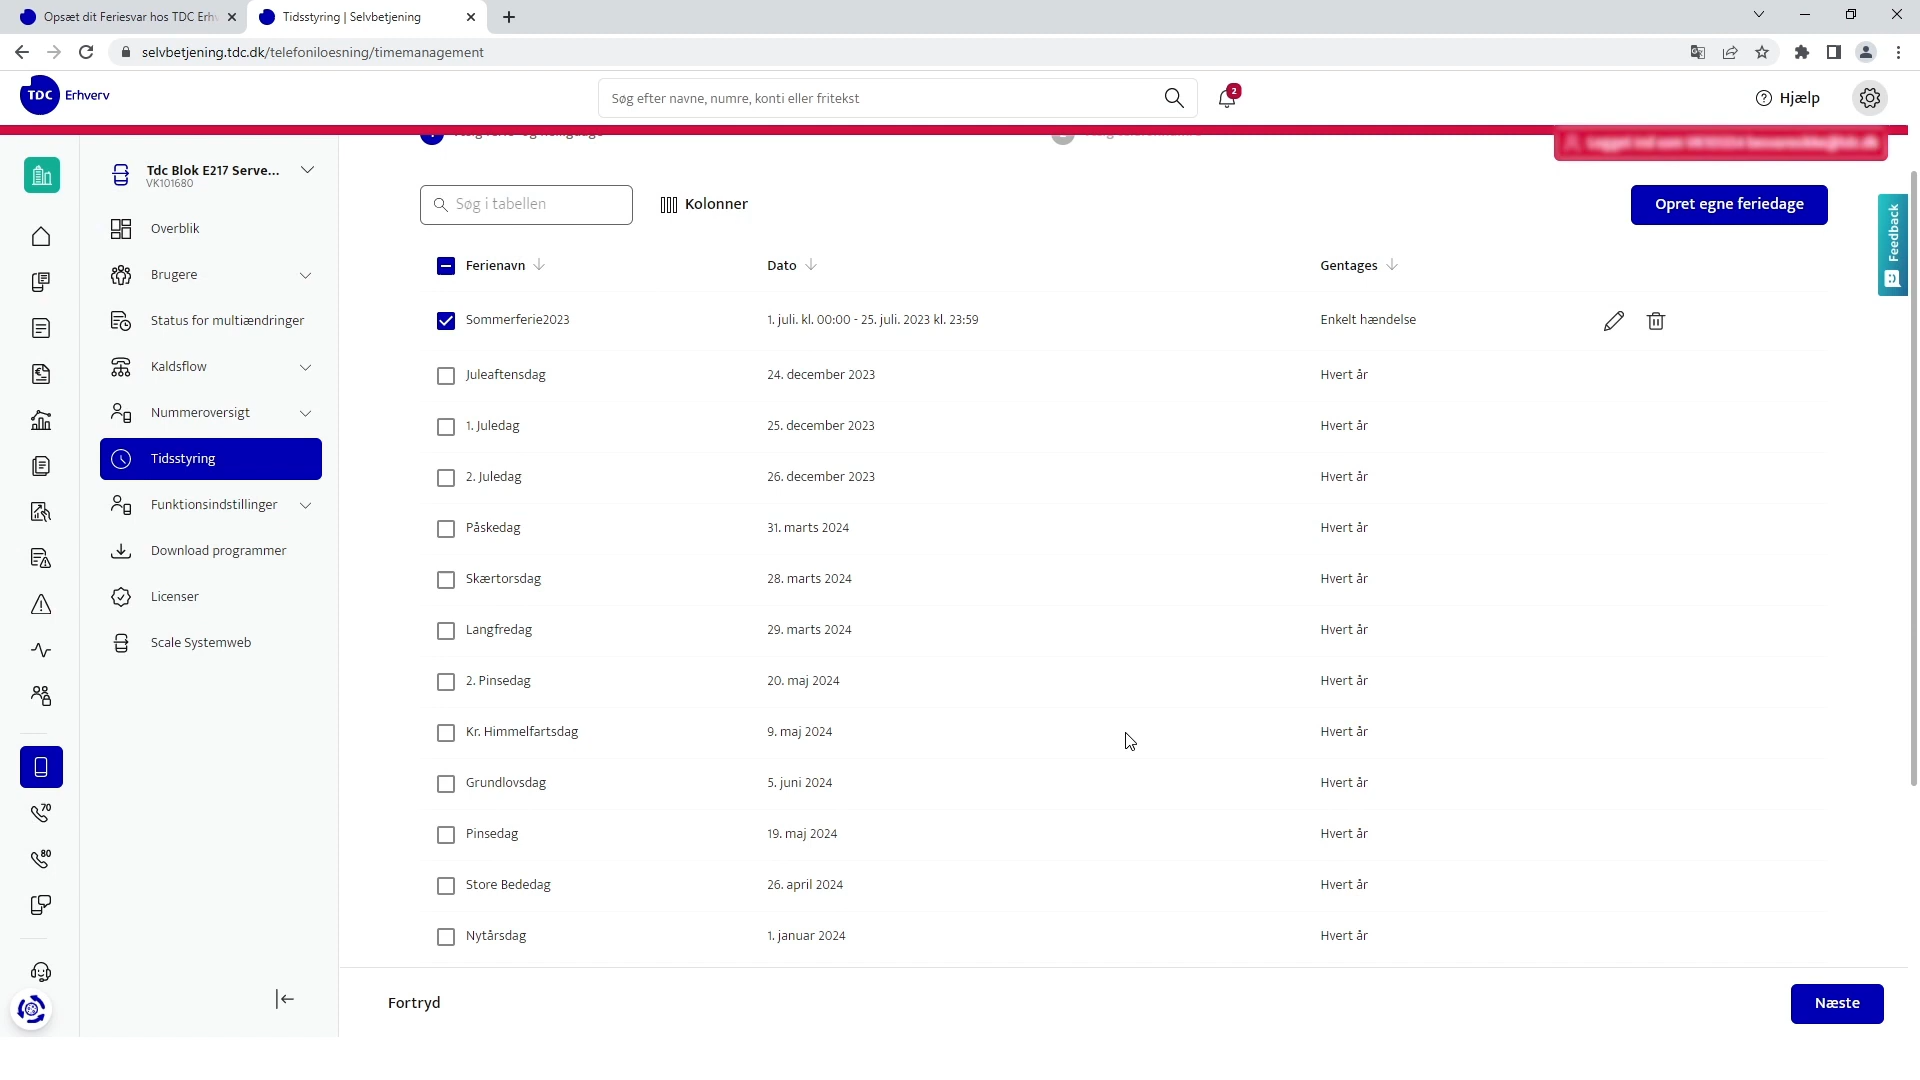 Opsæt dit Feriesvar hos TDC Erh
Tidsstyring | Selvbetjening
selvbetjening.tdc.dk/telefoniloesning/timemanagement
TDC Erhverv
Søg efter navne, numre, konti eller fritekst
2
Hjælp
Tdc Blok E217 Serve...
VK101680
Overblik
Brugere
Status for multiændringer
Kaldsflow
Nummeroversigt
Tidsstyring
Funktionsindstillinger
Download programmer
Licenser
Scale Systemweb
70
80
Søg i tabellen
Kolonner
Opret egne feriedage
Feedback
Ferienavn Dato Gentages
Sommerferie2023 1. juli. kl. 00:00 - 25. juli. 2023 kl. 23:59 Enkelt hændelse
Juleaftensdag 24. december 2023 Hvert år
1. Juledag 25. december 2023 Hvert år
2. Juledag 26. december 2023 Hvert år
Påskedag 31. marts 2024 Hvert år
Skærtorsdag 28. marts 2024 Hvert år
Langfredag 29. marts 2024 Hvert år
2. Pinsedag 20. maj 2024 Hvert år
Kr. Himmelfartsdag 9. maj 2024 Hvert år
Grundlovsdag 5. juni 2024 Hvert år
Pinsedag 19. maj 2024 Hvert år
Store Bededag 26. april 2024 Hvert år
Nytårsdag 1. januar 2024 Hvert år
Fortryd
Næste